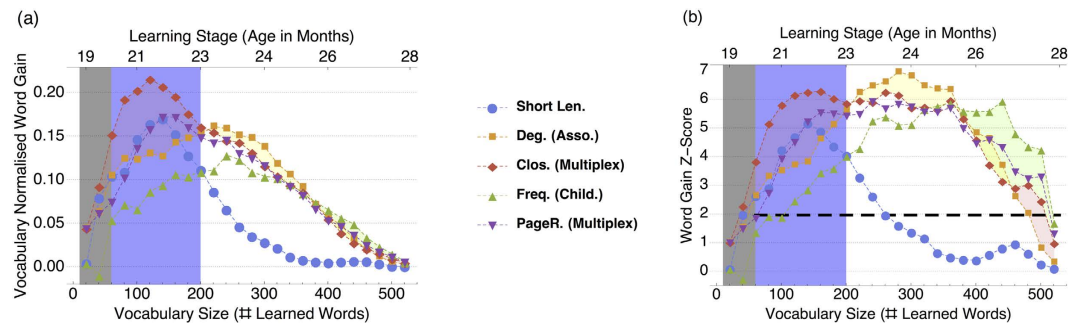 (a)
Learning Stage (Age in Months)
19 21 23 24 26 28
Vocabulary Normalised Word Gain
0.20
0.15
0.10
0.05
0.00
0 100 200 300 400 500
Vocabulary Size (# Learned Words)
Short Len.
Deg. (Asso.)
Clos. (Multiplex)
Freq. (Child.)
PageR. (Multiplex)
(b)
Learning Stage (Age in Months)
19 21 23 24 26 28
Word Gain Z-Score
7
6
5
4
3
2
1
0
0 100 200 300 400 500
Vocabulary Size (# Learned Words)